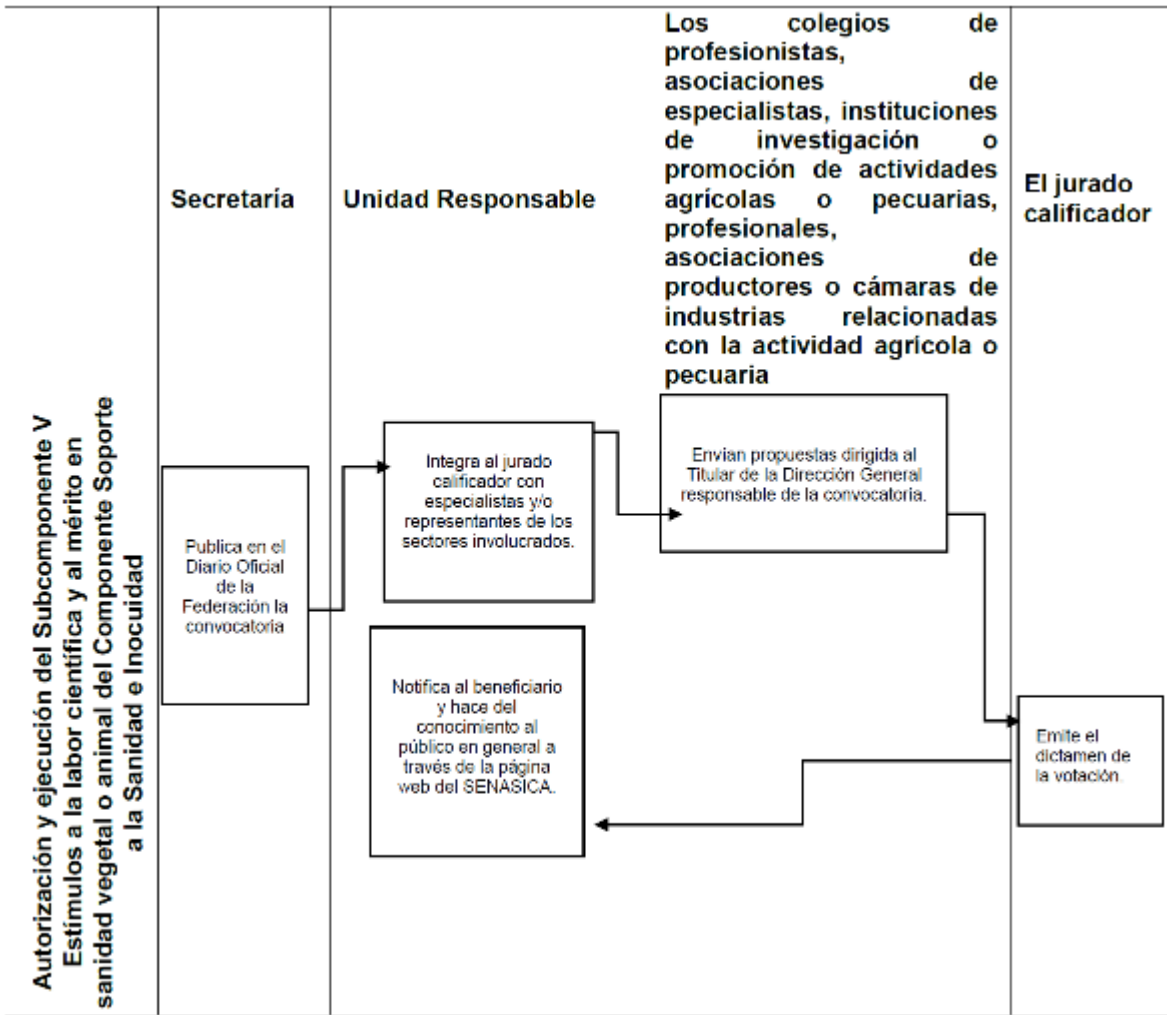 Autorización y ejecución del Subcomponente V
Estímulos a la labor científica y al mérito en
sanidad vegetal o animal del Componente Soporte
a la Sanidad e Inocuidad
Secretaría
Unidad Responsable
Los colegios de
profesionistas,
asociaciones de
especialistas, instituciones
de investigación o
promoción de actividades
agrícolas o pecuarias,
profesionales,
asociaciones de
productores o cámaras de
industrias relacionadas
con la actividad agrícola o
pecuaria
El jurado
calificador
Publica en el
Diario Oficial
de la
Federación la
convocatoria
Integra al jurado
calificador con
especialistas y/o
representantes de los
sectores involucrados.
Envian propuestas dirigida al
Titular de la Dirección General
responsable de la convocatoria.
Emite el
dictamen de
la votación.
Notifica al beneficiario
y hace del
conocimiento al
público en general a
través de la página
web del SENASICA.